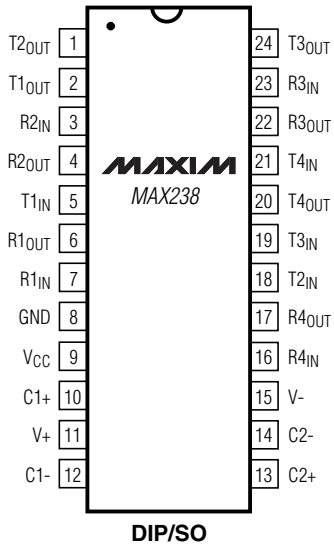 T2OUT 1 24 T3OUT
T1OUT 2 23 R3IN
R2IN 3 22 R3OUT
R2OUT 4 MAXIM 21 T4IN
T1IN 5 MAX238 20 T4OUT
R1OUT 6 19 T3IN
R1IN 7 18 T2IN
GND 8 17 R4OUT
VCC 9 16 R4IN
C1+ 10 15 V-
V+ 11 14 C2-
C1- 12 13 C2+
DIP/SO